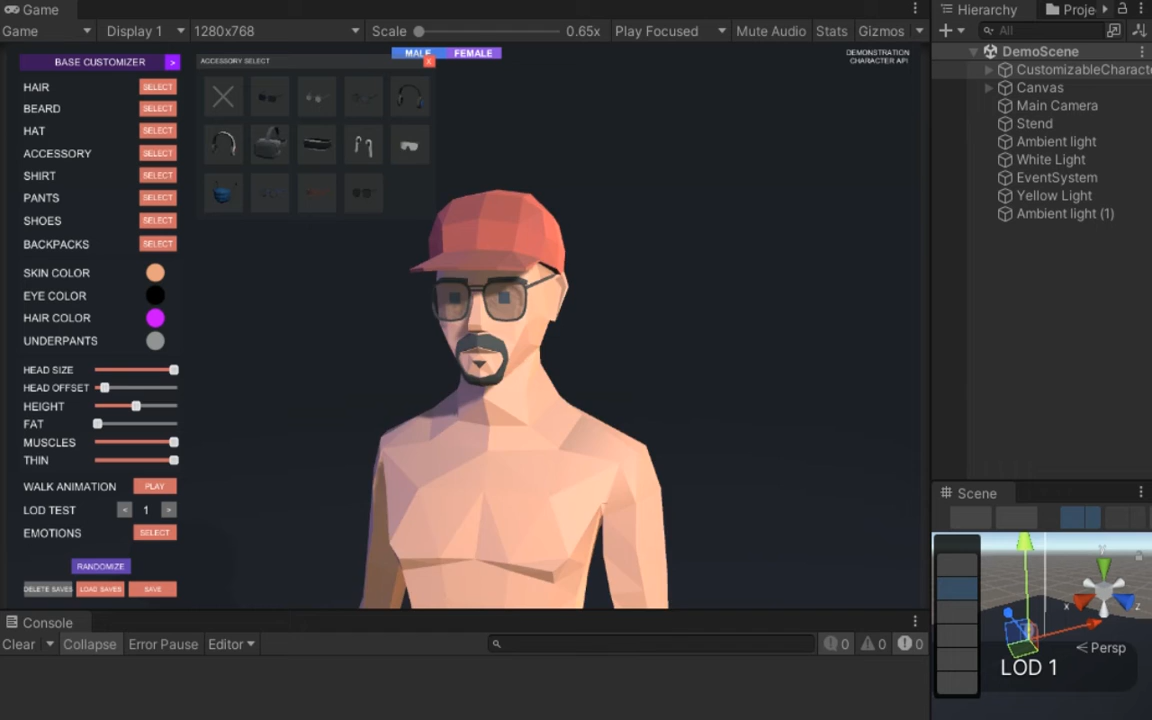 Game
Game
Display 1
1280x768
Scale
0.65x
Play Focused
Mute Audio
Stats
Gizmos
BASE CUSTOMIZER
>
HAIR SELECT
BEARD SELECT
HAT SELECT
ACCESSORY SELECT
SHIRT SELECT
PANTS SELECT
SHOES SELECT
BACKPACKS SELECT
SKIN COLOR
EYE COLOR
HAIR COLOR
UNDERPANTS
HEAD SIZE
HEAD OFFSET
HEIGHT
FAT
MUSCLES
THIN
WALK ANIMATION PLAY
LOD TEST < 1 >
EMOTIONS SELECT
RANDOMIZE
DELETE SAVES LOAD SAVES SAVE
ACCESSORY SELECT
X
MALE FEMALE
DEMONSTRATION
CHARACTER API
Hierarchy
Proje
All
DemoScene
CustomizableCharact
Canvas
Main Camera
Stend
Ambient light
White Light
EventSystem
Yellow Light
Ambient light (1)
Scene
Y
X
Z
Persp
LOD 1
Console
Clear
Collapse
Error Pause
Editor
0
0
0